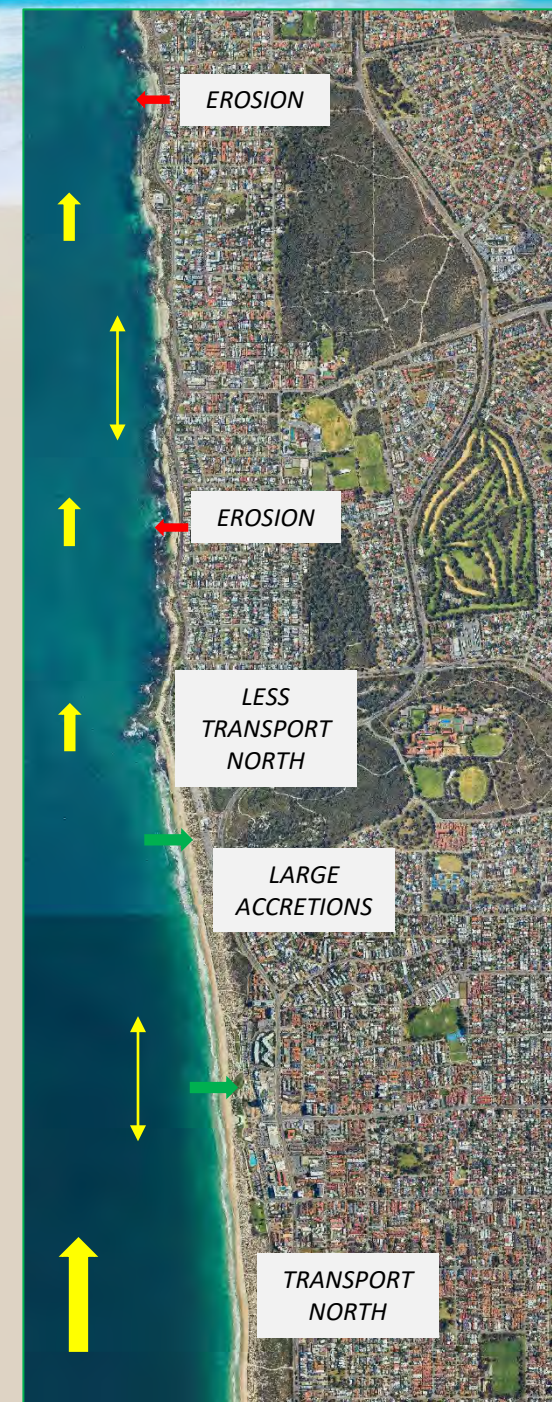 EROSION
EROSION
LESS
TRANSPORT
NORTH
LARGE
ACCRETIONS
TRANSPORT
NORTH